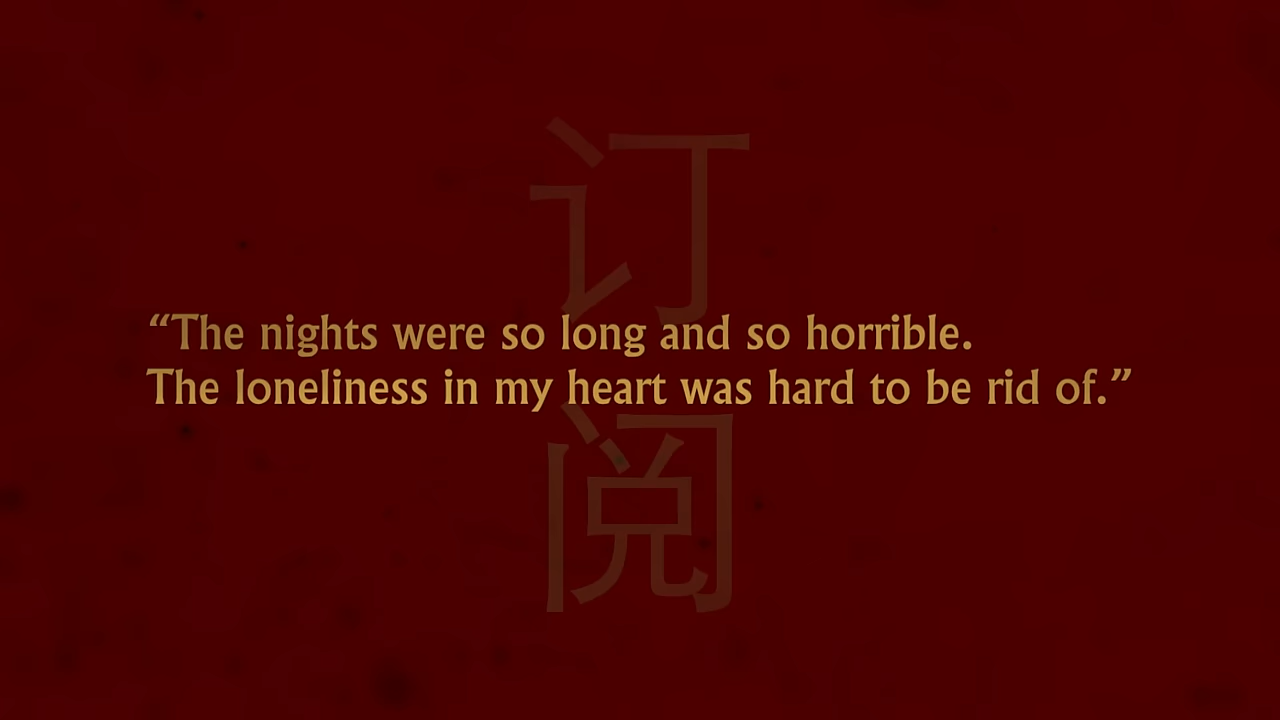 订
“The nights were so long and so horrible.
The loneliness in my heart was hard to be rid of.”
阅